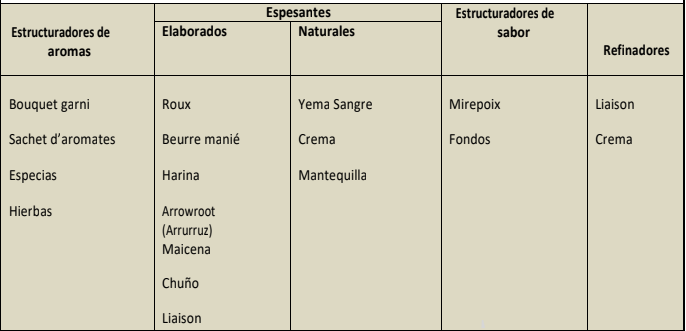 Estructuradores de
aromas
Espesantes
Elaborados
Naturales
Estructuradores de
sabor
Refinadores
Bouquet garni
Sachet d’aromates
Especias
Hierbas
Roux
Beurre manié
Harina
Arrowroot
(Arrurruz)
Maicena
Chuño
Liaison
Yema Sangre
Crema
Mantequilla
Mirepoix
Fondos
Liaison
Crema